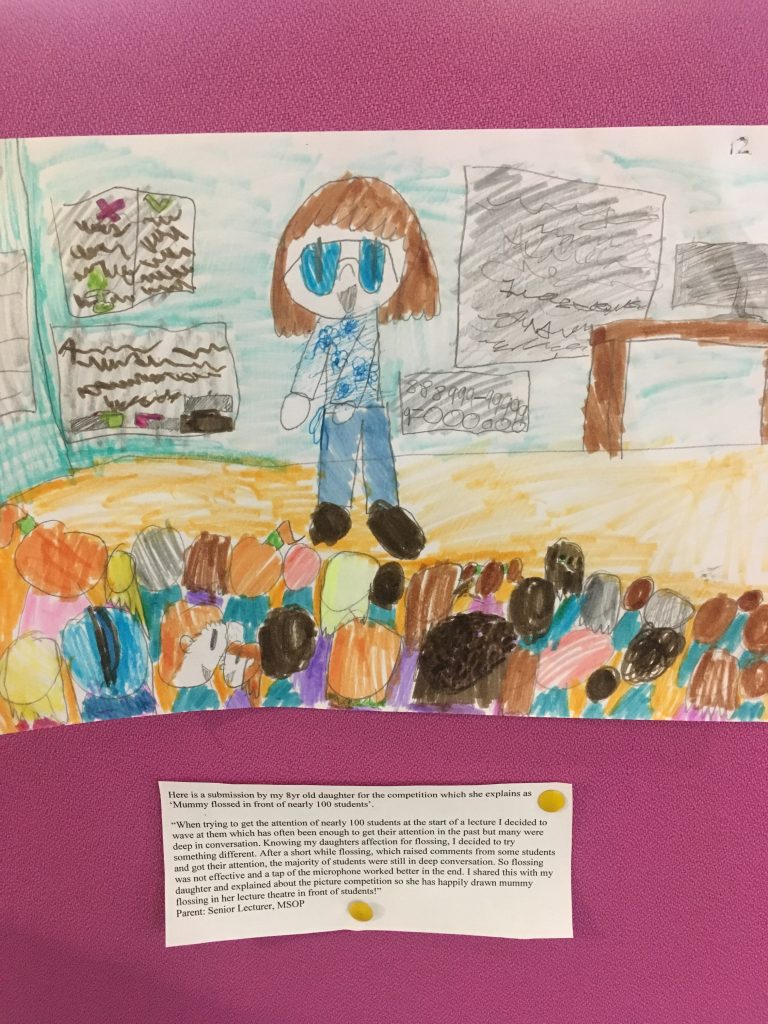 12
888999-19999
9-000000
Here is a submission by my 8yr old daughter for the competition which she explains as
‘Mummy flossed in front of nearly 100 students’.
“When trying to get the attention of nearly 100 students at the start of a lecture I decided to
wave at them which has often been enough to get their attention in the past but many were
deep in conversation. Knowing my daughters affection for flossing, I decided to try
something different. After a short while flossing, which raised comments from some students
and got their attention, the majority of students were still in deep conversation. So flossing
was not effective and a tap of the microphone worked better in the end. I shared this with my
daughter and explained about the picture competition so she has happily drawn mummy
flossing in her lecture theatre in front of students!”
Parent: Senior Lecturer, MSOP